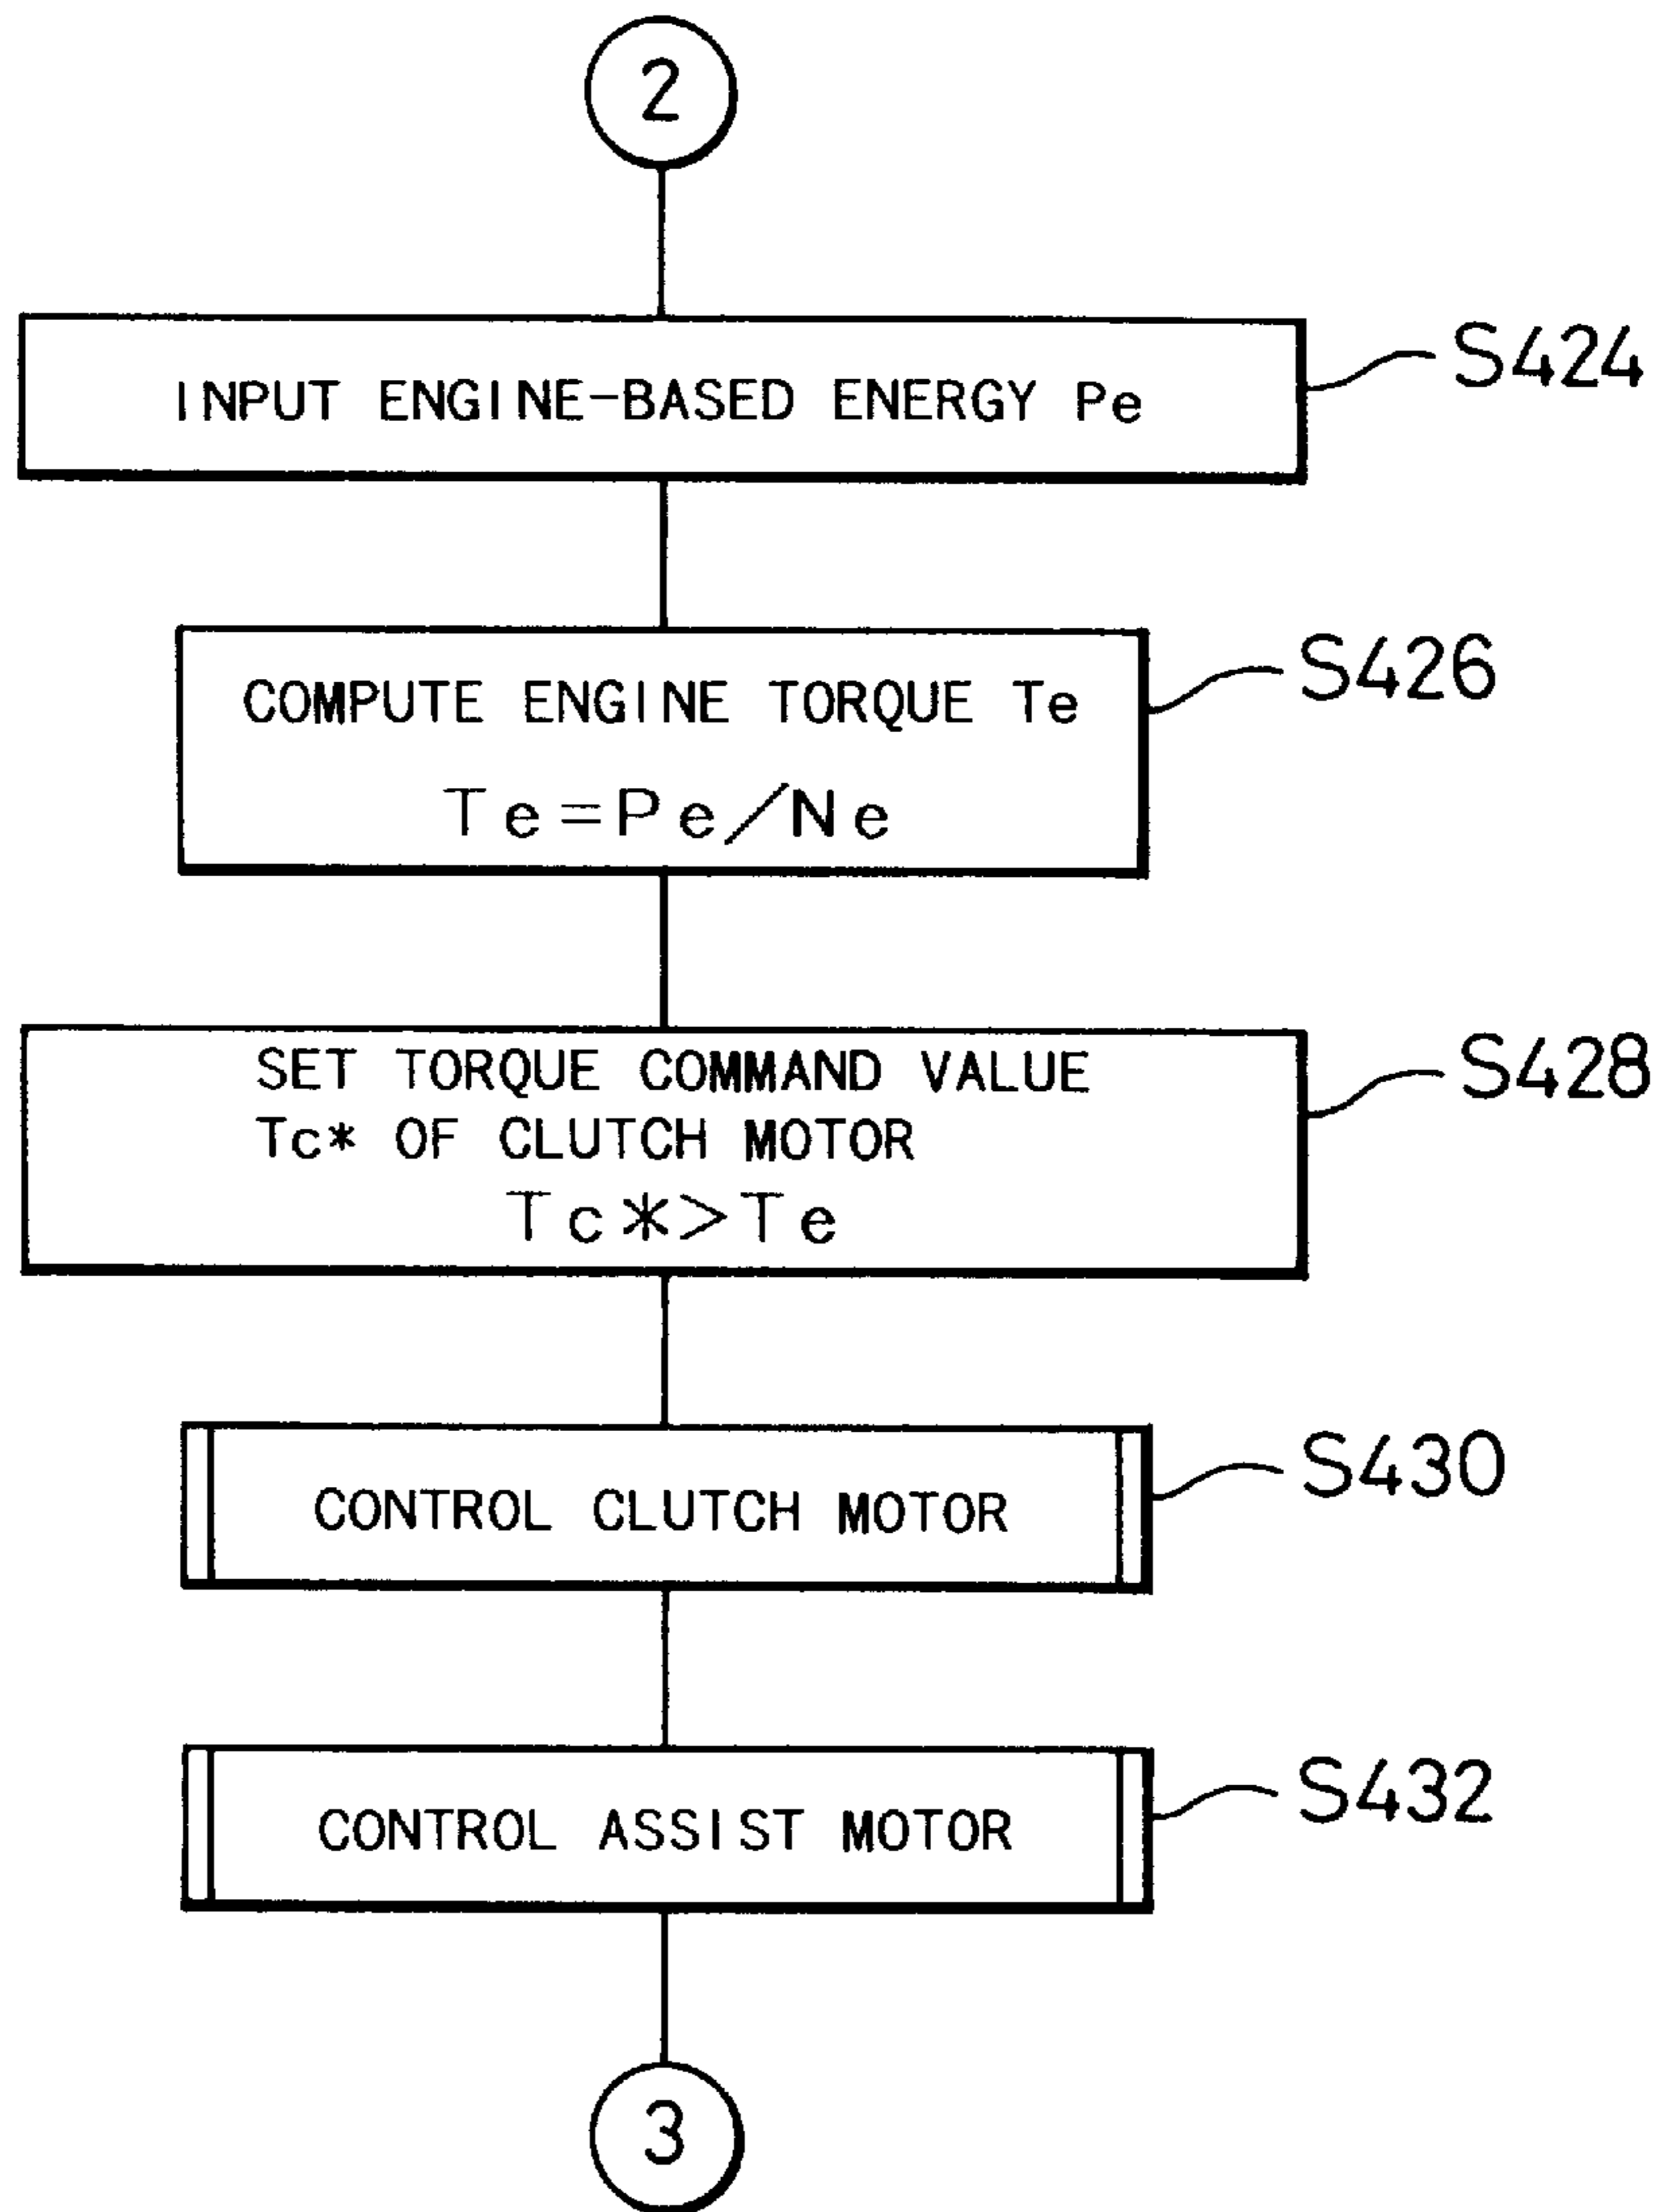 2
INPUT ENGINE-BASED ENERGY Pe
S424
COMPUTE ENGINE TORQUE Te
Te=Pe/Ne
S426
SET TORQUE COMMAND VALUE
Tc* OF CLUTCH MOTOR
Tc*>Te
S428
CONTROL CLUTCH MOTOR
S430
CONTROL ASSIST MOTOR
S432
3